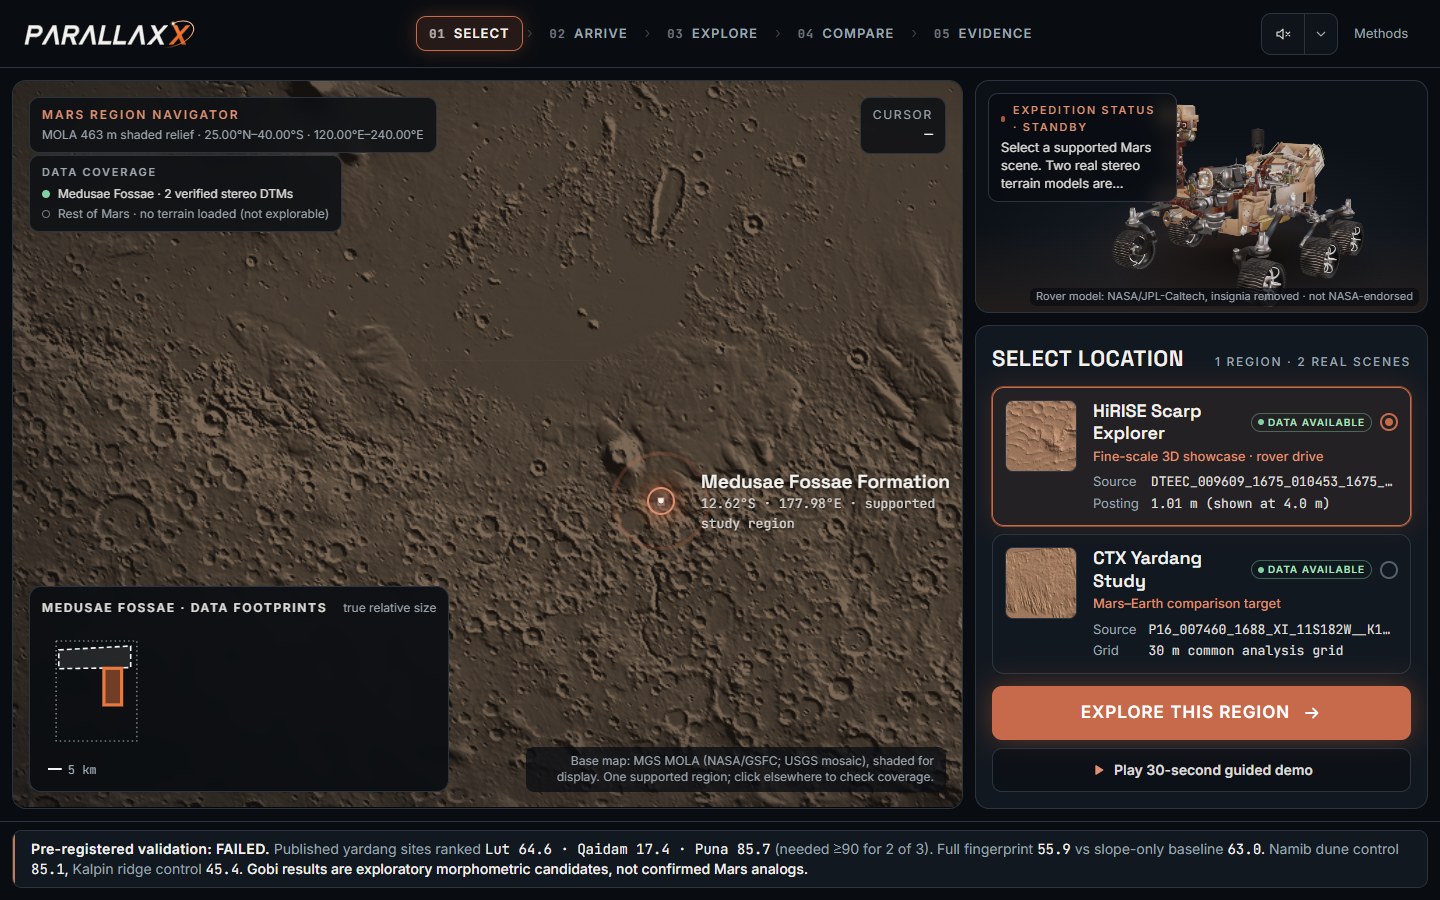 PARALLAX X
01 SELECT › 02 ARRIVE › 03 EXPLORE › 04 COMPARE › 05 EVIDENCE
Methods
MARS REGION NAVIGATOR
MOLA 463 m shaded relief · 25.00°N–40.00°S · 120.00°E–240.00°E
DATA COVERAGE
Medusae Fossae · 2 verified stereo DTMs
Rest of Mars · no terrain loaded (not explorable)
CURSOR
–
Medusae Fossae Formation
12.62°S · 177.98°E · supported
study region
MEDUSAE FOSSAE · DATA FOOTPRINTS true relative size
5 km
Base map: MGS MOLA (NASA/GSFC; USGS mosaic), shaded for
display. One supported region; click elsewhere to check coverage.
EXPEDITION STATUS
· STANDBY
Select a supported Mars
scene. Two real stereo
terrain models are...
Rover model: NASA/JPL-Caltech, insignia removed · not NASA-endorsed
SELECT LOCATION 1 REGION · 2 REAL SCENES
HiRISE Scarp
Explorer
DATA AVAILABLE
Fine-scale 3D showcase · rover drive
Source DTEEC_009609_1675_010453_1675_…
Posting 1.01 m (shown at 4.0 m)
CTX Yardang
Study
DATA AVAILABLE
Mars–Earth comparison target
Source P16_007460_1688_XI_11S182W__K1…
Grid 30 m common analysis grid
EXPLORE THIS REGION →
Play 30-second guided demo
Pre-registered validation: FAILED. Published yardang sites ranked Lut 64.6 · Qaidam 17.4 · Puna 85.7 (needed ≥90 for 2 of 3). Full fingerprint 55.9 vs slope-only baseline 63.0. Namib dune control
85.1, Kalpin ridge control 45.4. Gobi results are exploratory morphometric candidates, not confirmed Mars analogs.